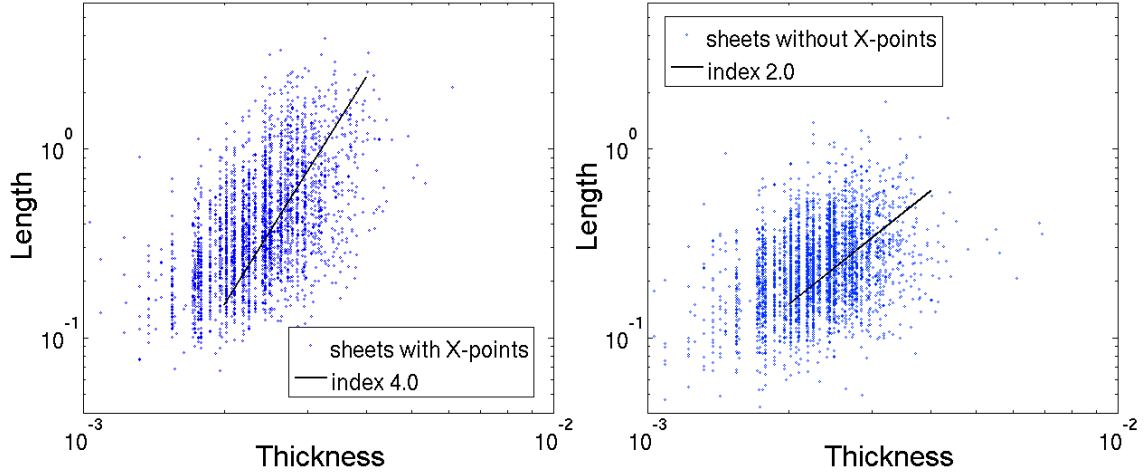 10^0
10^-1
Length
sheets with X-points
index 4.0
10^-3
10^-2
Thickness
sheets without X-points
index 2.0
10^0
10^-1
Length
10^-3
10^-2
Thickness